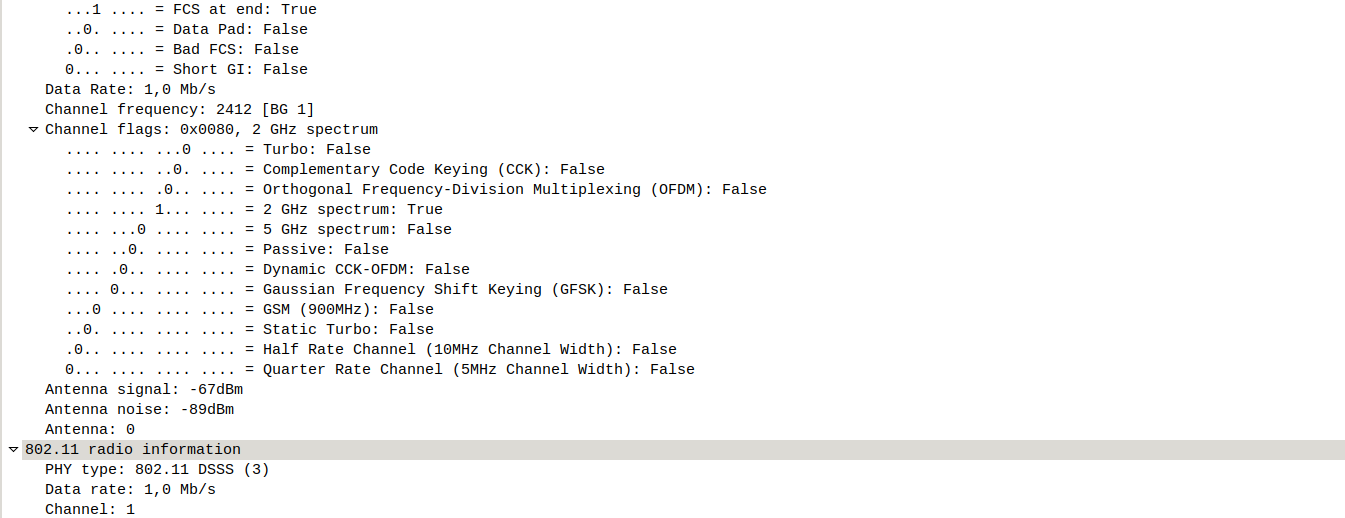 ...1 .... = FCS at end: True
..0. .... = Data Pad: False
.0.. .... = Bad FCS: False
0... .... = Short GI: False
Data Rate: 1,0 Mb/s
Channel frequency: 2412 [BG 1]
Channel flags: 0x0080, 2 GHz spectrum
.... .... ...0 .... = Turbo: False
.... .... ..0. .... = Complementary Code Keying (CCK): False
.... .... .0.. .... = Orthogonal Frequency-Division Multiplexing (OFDM): False
.... .... 1... .... = 2 GHz spectrum: True
.... ...0 .... .... = 5 GHz spectrum: False
.... ..0. .... .... = Passive: False
.... .0.. .... .... = Dynamic CCK-OFDM: False
.... 0... .... .... = Gaussian Frequency Shift Keying (GFSK): False
...0 .... .... .... = GSM (900MHz): False
..0. .... .... .... = Static Turbo: False
.0.. .... .... .... = Half Rate Channel (10MHz Channel Width): False
0... .... .... .... = Quarter Rate Channel (5MHz Channel Width): False
Antenna signal: -67dBm
Antenna noise: -89dBm
Antenna: 0
802.11 radio information
PHY type: 802.11 DSSS (3)
Data rate: 1,0 Mb/s
Channel: 1